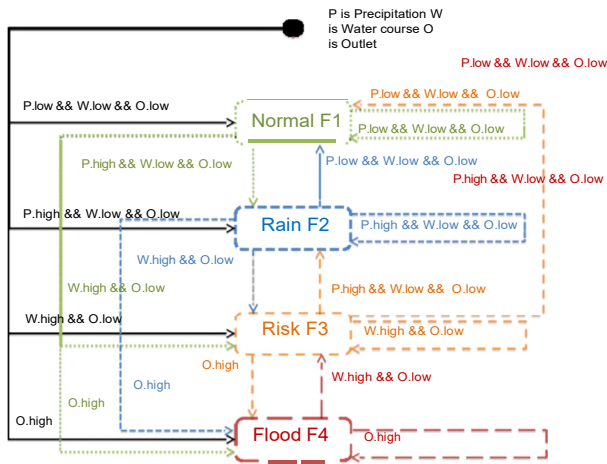 P is Precipitation W
is Water course O
is Outlet
P.low && W.low && O.low
P.low && W.low && O.low
P.low && W.low && O.low
Normal F1
P.low && W.low && O.low
P.high && W.low && O.low
P.low && W.low && O.low
P.high && W.low && O.low
P.high && W.low && O.low
Rain F2
P.high && W.low && O.low
W.high && O.low
W.high && O.low
P.high && W.low && O.low
W.high && O.low
Risk F3
W.high && O.low
O.high
W.high && O.low
O.high
O.high
O.high
Flood F4
O.high